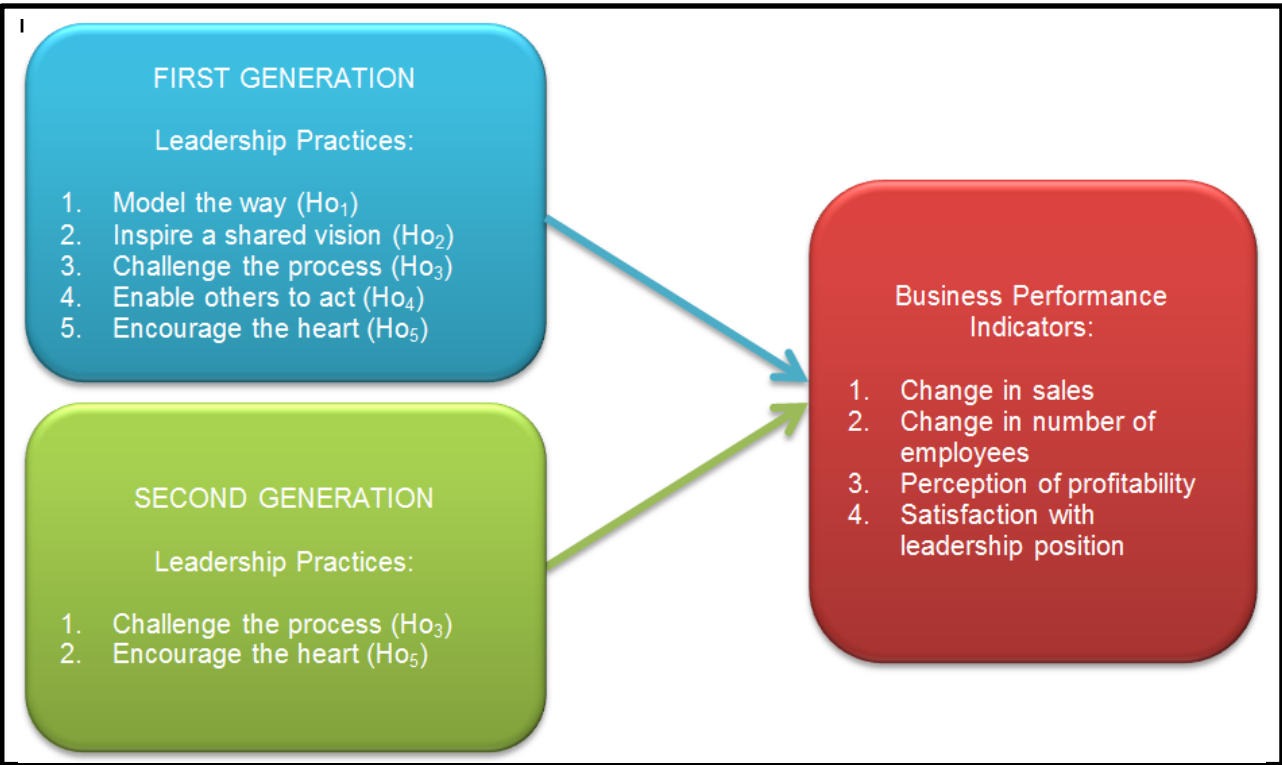 FIRST GENERATION
Leadership Practices:
1. Model the way (Ho₁)
2. Inspire a shared vision (Ho₂)
3. Challenge the process (Ho₃)
4. Enable others to act (Ho₄)
5. Encourage the heart (Ho₅)
SECOND GENERATION
Leadership Practices:
1. Challenge the process (Ho₃)
2. Encourage the heart (Ho₅)
Business Performance
Indicators:
1. Change in sales
2. Change in number of
employees
3. Perception of profitability
4. Satisfaction with
leadership position